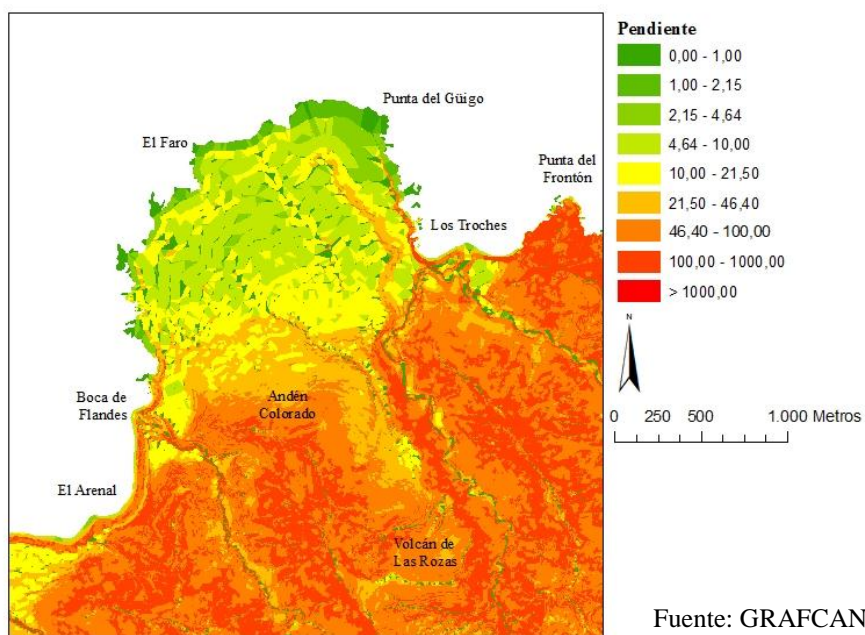 Pendiente
0,00 - 1,00
1,00 - 2,15
2,15 - 4,64
4,64 - 10,00
10,00 - 21,50
21,50 - 46,40
46,40 - 100,00
100,00 - 1000,00
> 1000,00
N
0 250 500 1.000 Metros
Punta del Güigo
El Faro
Punta del
Frontón
Los Troches
Boca de
Flandes
Andén
Colorado
El Arenal
Volcán de
Las Rozas
Fuente: GRAFCAN